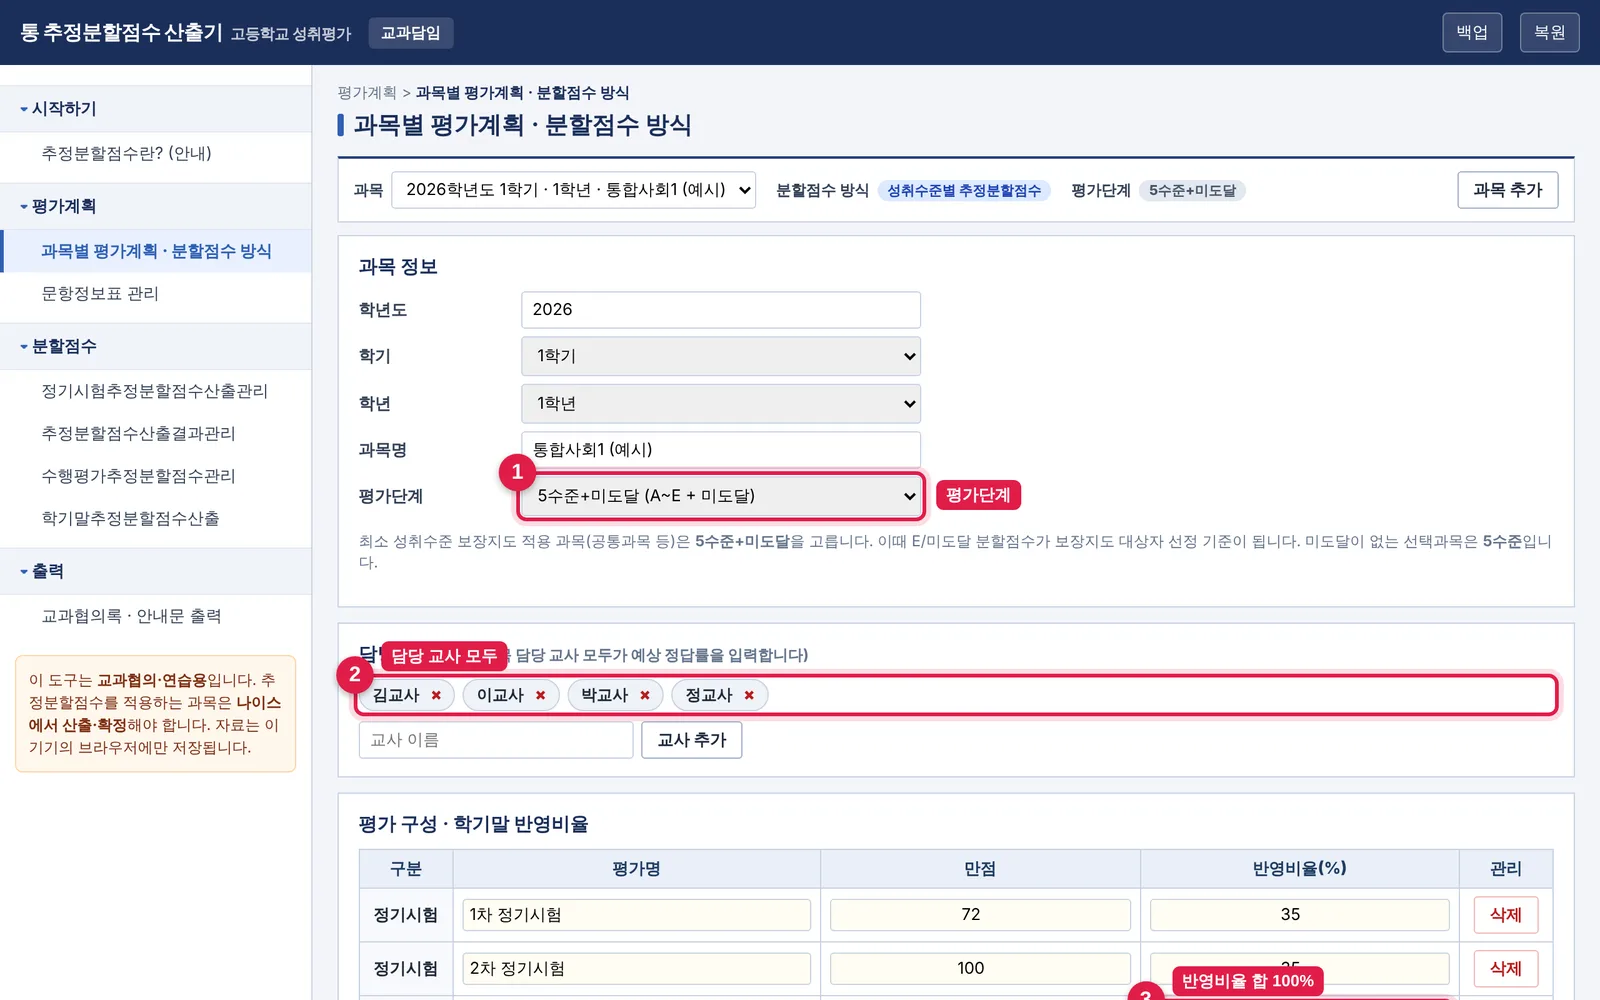 통 추정분할점수 산출기 고등학교 성취평가 교과담임 백업 복원
시작하기
추정분할점수란? (안내)
평가계획
과목별 평가계획 · 분할점수 방식
문항정보표 관리
분할점수
정기시험추정분할점수산출관리
추정분할점수산출결과관리
수행평가추정분할점수관리
학기말추정분할점수산출
출력
교과협의록 · 안내문 출력
이 도구는 교과협의·연습용입니다. 추
정분할점수를 적용하는 과목은 나이스
에서 산출·확정해야 합니다. 자료는 이
기기의 브라우저에만 저장됩니다.
평가계획 > 과목별 평가계획 · 분할점수 방식
과목별 평가계획 · 분할점수 방식
과목 2026학년도 1학기 · 1학년 · 통합사회1 (예시) 분할점수 방식 성취수준별 추정분할점수 평가단계 5수준+미도달 과목 추가
과목 정보
학년도 2026
학기 1학기
학년 1학년
과목명 통합사회1 (예시)
1
평가단계 5수준+미도달 (A~E + 미도달) 평가단계
최소 성취수준 보장지도 적용 과목(공통과목 등)은 5수준+미도달을 고릅니다. 이때 E/미도달 분할점수가 보장지도 대상자 선정 기준이 됩니다. 미도달이 없는 선택과목은 5수준입니
다.
담당 교사 모두 담당 교사 모두가 예상 정답률을 입력합니다)
2
김교사 × 이교사 × 박교사 × 정교사 ×
교사 이름 교사 추가
평가 구성 · 학기말 반영비율
구분 평가명 만점 반영비율(%) 관리
정기시험 1차 정기시험 72 35 삭제
정기시험 2차 정기시험 100 삭제
반영비율 합 100%
3